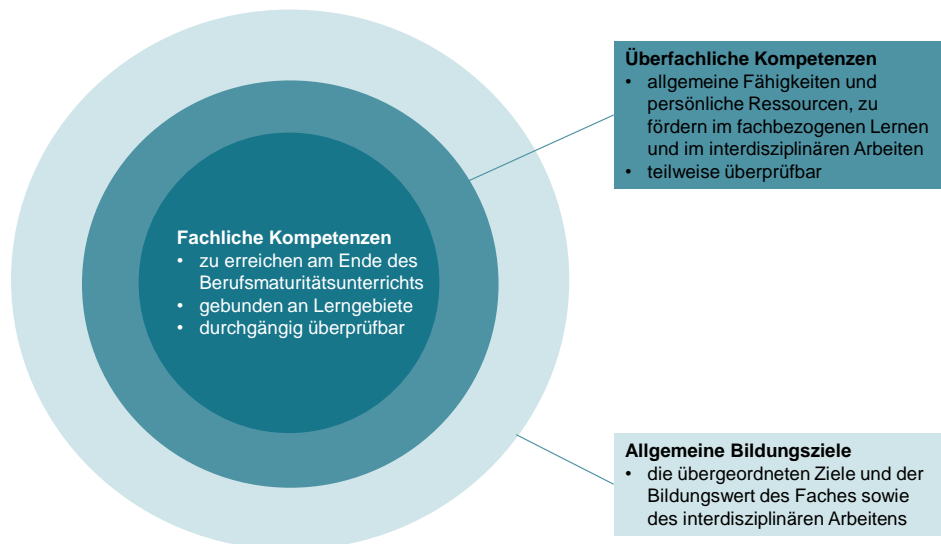 Überfachliche Kompetenzen
• allgemeine Fähigkeiten und
persönliche Ressourcen, zu
fördern im fachbezogenen Lernen
und im interdisziplinären Arbeiten
• teilweise überprüfbar
Fachliche Kompetenzen
• zu erreichen am Ende des
Berufsmaturitätsunterrichts
• gebunden an Lerngebiete
• durchgängig überprüfbar
Allgemeine Bildungsziele
• die übergeordneten Ziele und der
Bildungswert des Faches sowie
des interdisziplinären Arbeitens